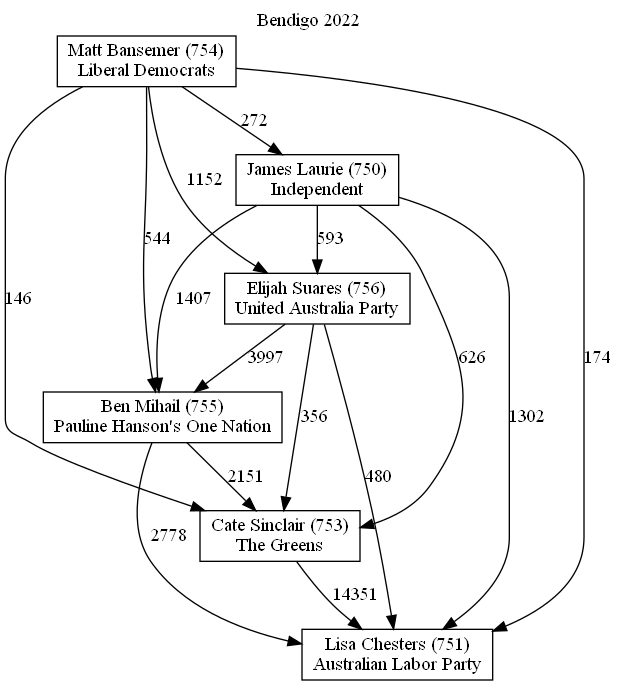 Bendigo 2022
Matt Bansemer (754)
Liberal Democrats
272
James Laurie (750)
Independent
1152
593
544
Elijah Suares (756)
United Australia Party
146
1407
3997
626
174
Ben Mihail (755)
Pauline Hanson's One Nation
356
1302
2151
480
Cate Sinclair (753)
The Greens
2778
14351
Lisa Chesters (751)
Australian Labor Party